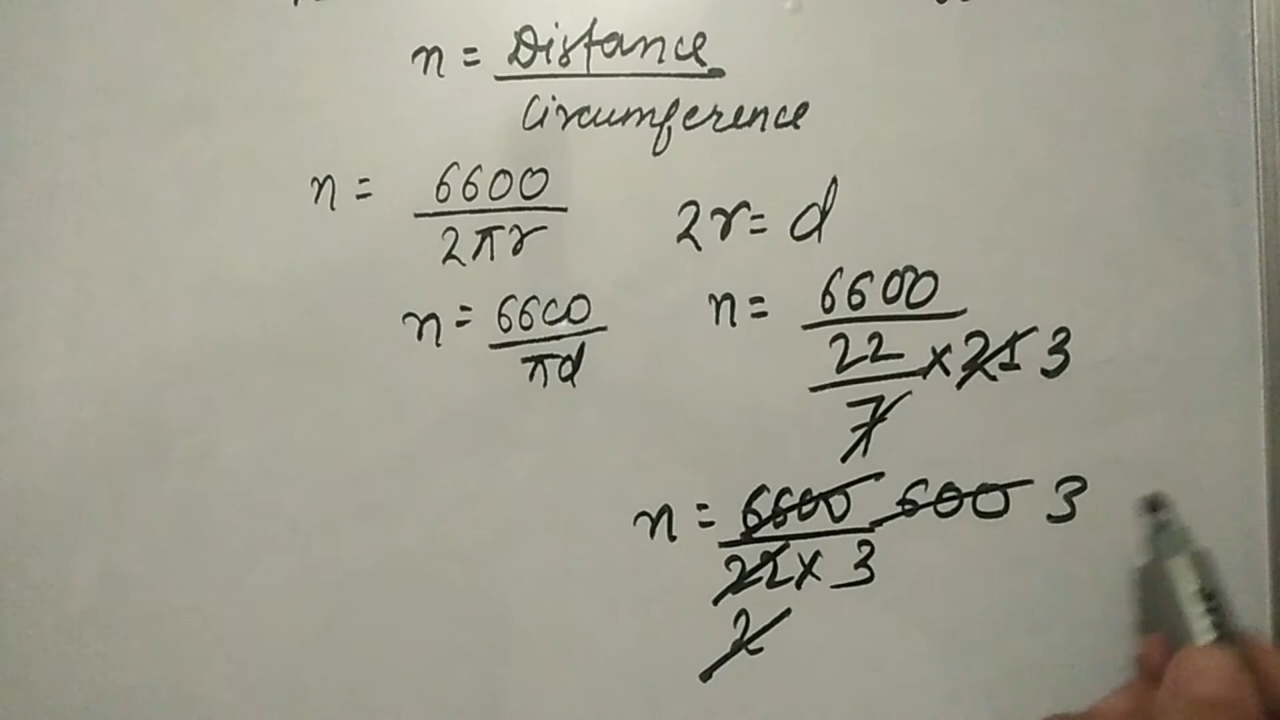 n = Distance
Circumference
n = 6600
2πr
2r = d
n = 6600
πd
n = 6600
22 × 21 3
7
n = 6600 600 3
22 × 3
2